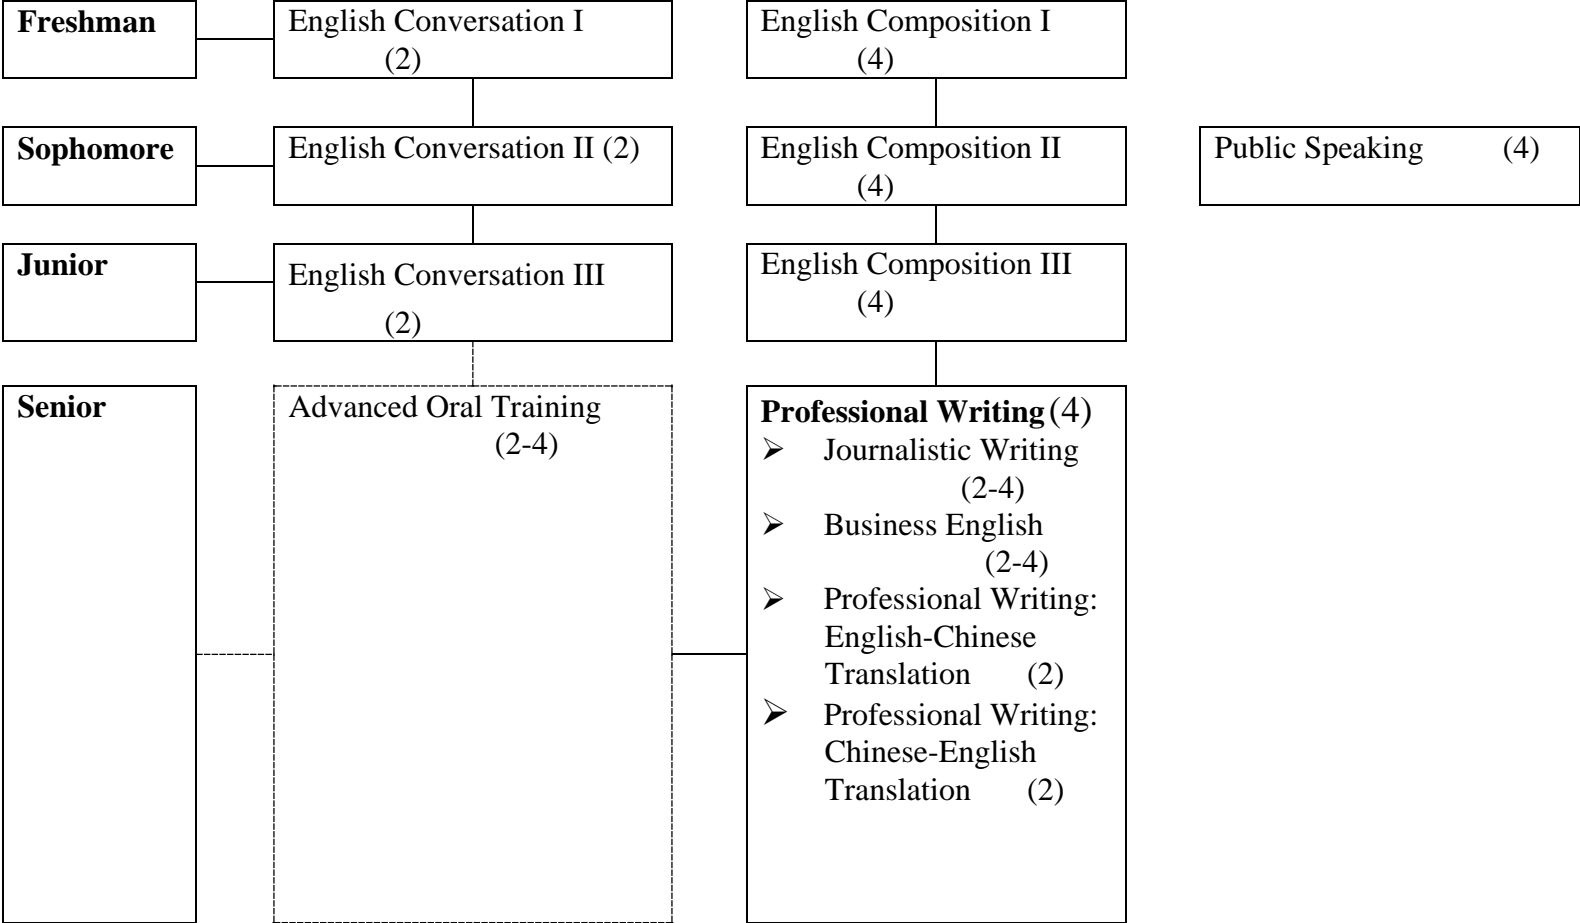 Freshman
English Conversation I
(2)
English Composition I
(4)
Sophomore
English Conversation II (2)
English Composition II
(4)
Public Speaking (4)
Junior
English Conversation III
(2)
English Composition III
(4)
Senior
Advanced Oral Training
(2-4)
Professional Writing (4)
➢ Journalistic Writing
(2-4)
➢ Business English
(2-4)
➢ Professional Writing:
English-Chinese
Translation (2)
➢ Professional Writing:
Chinese-English
Translation (2)